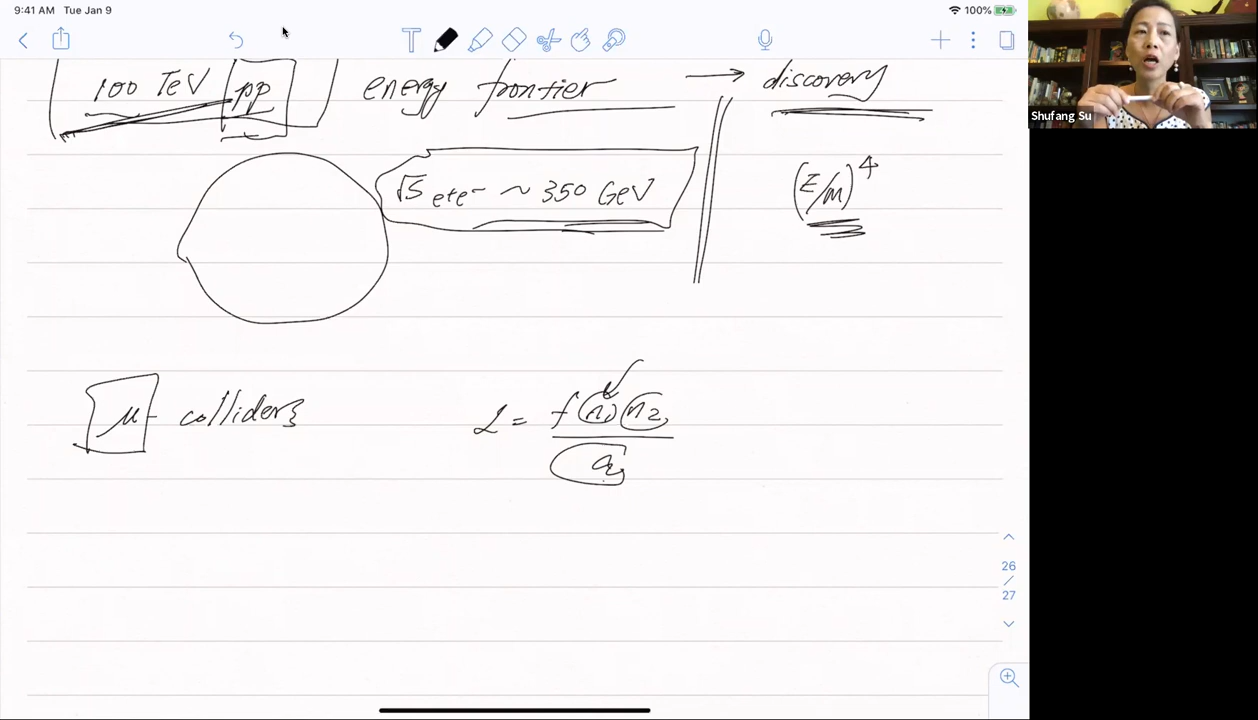 9:41 AM Tue Jan 9
100%
100 TeV pp energy frontier → discovery
√s e+e- ~ 350 GeV
(E/m)^4
Shufang Su
μ- colliders
L = f n1 n2 / a
26
/
27